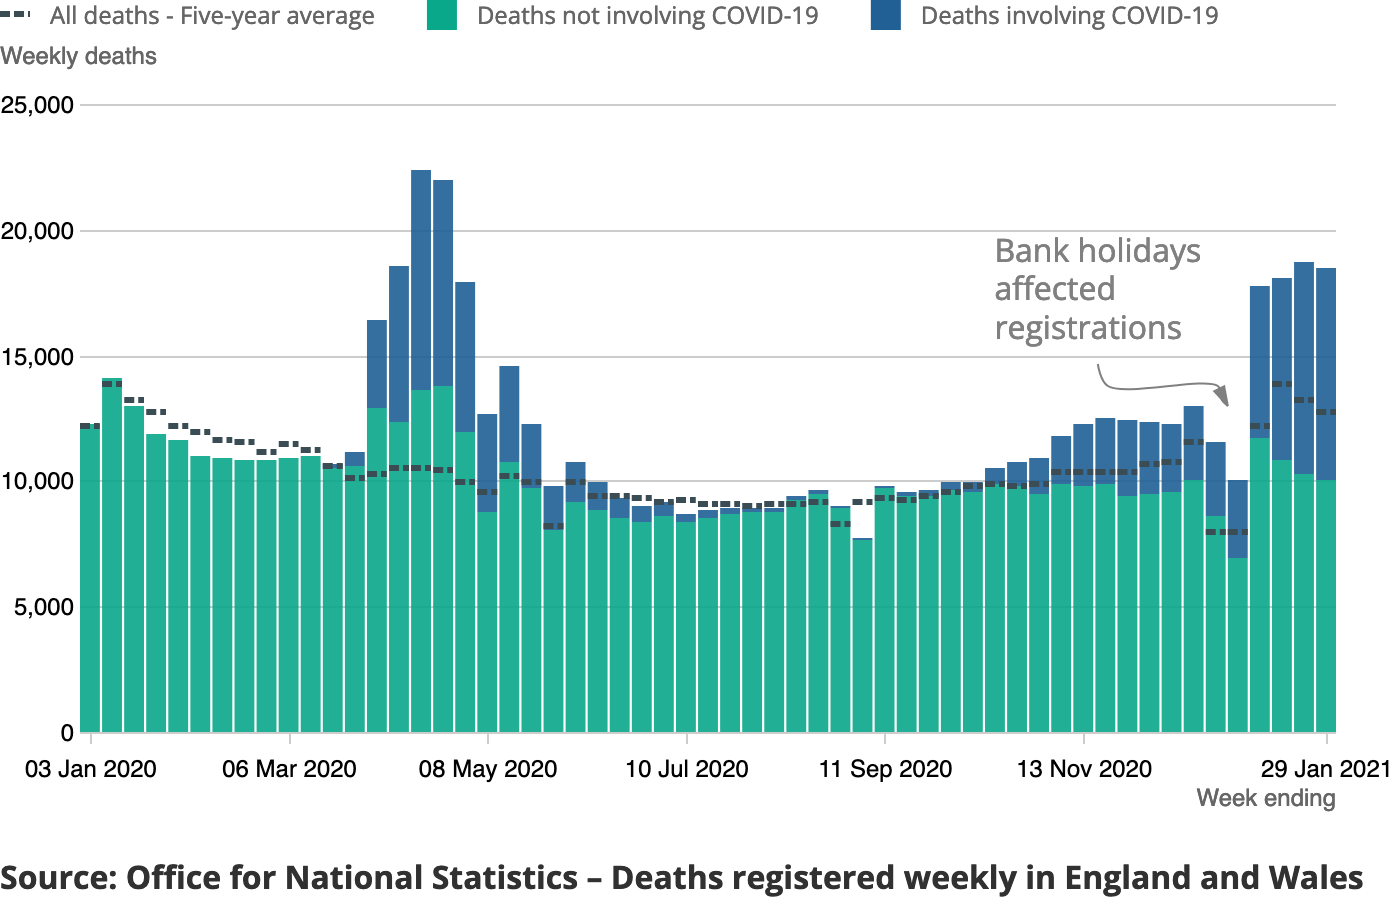 All deaths - Five-year average
Deaths not involving COVID-19
Deaths involving COVID-19
Weekly deaths
25,000
20,000
Bank holidays
affected
registrations
15,000
10,000
5,000
0
03 Jan 2020
06 Mar 2020
08 May 2020
10 Jul 2020
11 Sep 2020
13 Nov 2020
29 Jan 2021
Week ending
Source: Office for National Statistics – Deaths registered weekly in England and Wales